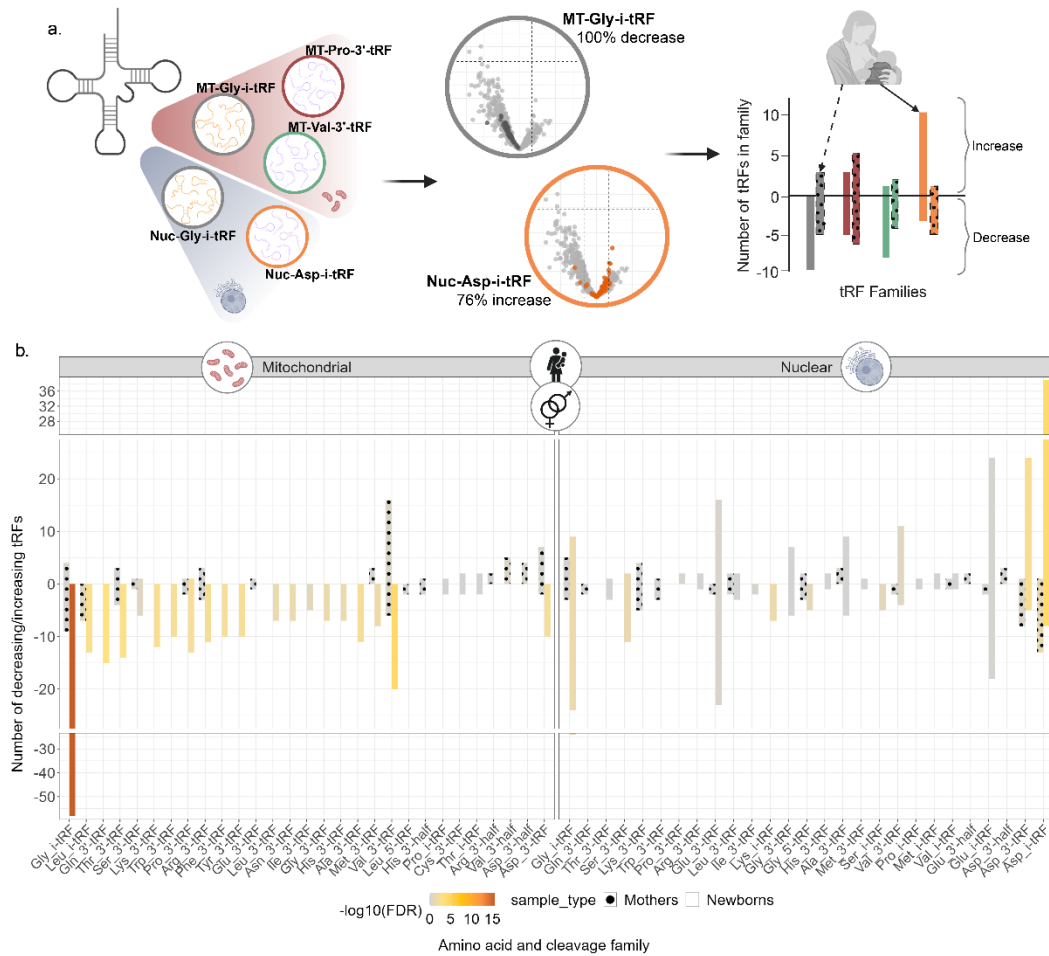 a.
MT-Pro-3'-tRF
MT-Gly-i-tRF
MT-Val-3'-tRF
Nuc-Gly-i-tRF
Nuc-Asp-i-tRF
MT-Gly-i-tRF
100% decrease
Nuc-Asp-i-tRF
76% increase
Number of tRFs in family
10
5
0
-5
-10
Increase
Decrease
tRF Families
b.
Mitochondrial
Nuclear
Number of decreasing/increasing tRFs
36
32
28
20
10
0
-10
-20
-30
-40
-50
Gly_i-tRF
Leu_i-tRF
Gln_3'-tRF
Thr_3'-tRF
Ser_3'-tRF
Lys_3'-tRF
Pro_3'-tRF
Arg_3'-tRF
Phe_3'-tRF
Tyr_3'-tRF
Glu_3'-tRF
Leu_3'-tRF
Asn_3'-tRF
Ile_3'-tRF
Gly_3'-tRF
His_3'-tRF
Ala_3'-tRF
Met_3'-tRF
Val_3'-tRF
Leu_5'-tRF
His_3'-half
Pro_i-tRF
Cys_3'-tRF
Thr_i-tRF
Arg_3'-half
Val_3'-half
Asp_3'-half
Asp_3'-tRF
Gly_i-tRF
Gln_3'-tRF
Thr_3'-tRF
Ser_3'-tRF
Lys_3'-tRF
Trp_3'-tRF
Pro_3'-tRF
Arg_3'-tRF
Glu_3'-tRF
Leu_3'-tRF
Ile_3'-tRF
Lys_i-tRF
Gly_3'-tRF
Gly_5'-tRF
His_3'-tRF
Ala_3'-tRF
Met_3'-tRF
Ser_i-tRF
Val_3'-tRF
Pro_i-tRF
Met_i-tRF
Val_i-tRF
Glu_3'-half
Glu_i-tRF
Asp_3'-half
Asp_3'-tRF
Asp_i-tRF
-log10(FDR)
0 5 10 15
sample_type
Mothers
Newborns
Amino acid and cleavage family